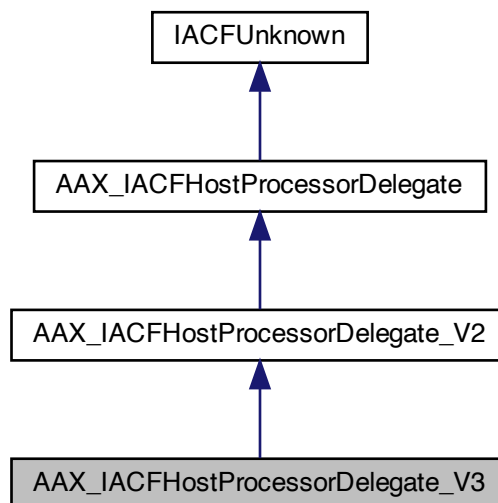 IACFUnknown
AAX_IACFHostProcessorDelegate
AAX_IACFHostProcessorDelegate_V2
AAX_IACFHostProcessorDelegate_V3